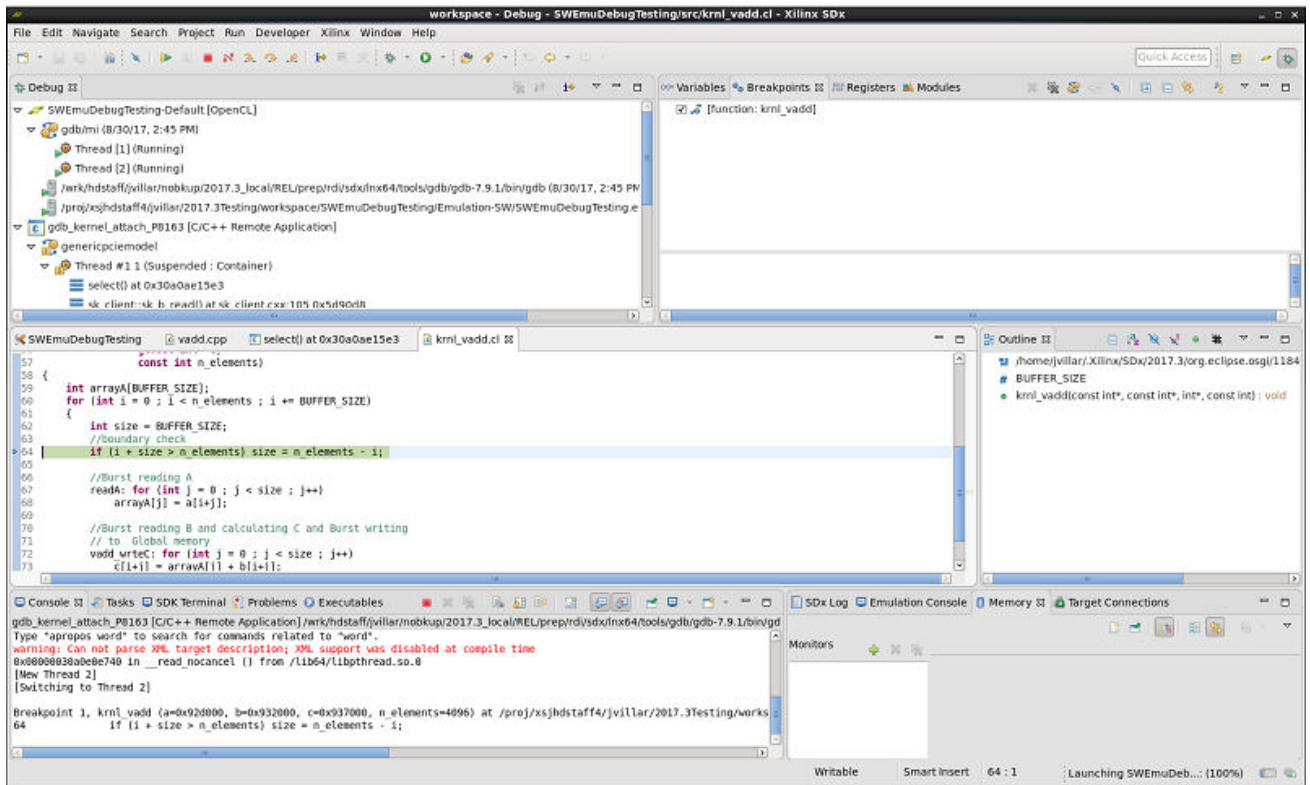 workspace - Debug - SWEmuDebugTesting/src/krnl_vadd.cl - Xilinx SDx
File Edit Navigate Search Project Run Developer Xilinx Window Help
Quick Access
Debug
SWEmuDebugTesting-Default [OpenCL]
gdb/mi (8/30/17, 2:45 PM)
Thread [1] (Running)
Thread [2] (Running)
/wrk/hdstaff/jvillar/nobkup/2017.3_local/REL/prep/rdi/sdx/lnx64/tools/gdb/gdb-7.9.1/bin/gdb (8/30/17, 2:45 PM
/proj/xsjhdstaff4/jvillar/2017.3Testing/workspace/SWEmuDebugTesting/Emulation-SW/SWEmuDebugTesting.e
gdb_kernel_attach_P8163 [C/C++ Remote Application]
genericpciemodel
Thread #1 1 (Suspended : Container)
select() at 0x30a0ae15e3
sk_client::sk_b_read() at sk_client.cxx:105 0x5d90d8
Variables Breakpoints Registers Modules
[function: krnl_vadd]
SWEmuDebugTesting vadd.cpp select() at 0x30a0ae15e3 krnl_vadd.cl
57 const int n_elements)
58 {
59 int arrayA[BUFFER_SIZE];
60 for (int i = 0 ; i < n_elements ; i += BUFFER_SIZE)
61 {
62 int size = BUFFER_SIZE;
63 //boundary check
64 if (i + size > n_elements) size = n_elements - i;
65
66 //Burst reading A
67 readA: for (int j = 0 ; j < size ; j++)
68 arrayA[j] = a[i+j];
69
70 //Burst reading B and calculating C and Burst writing
71 // to Global memory
72 vadd_wrteC: for (int j = 0 ; j < size ; j++)
73 c[i+j] = arrayA[j] + b[i+j];
Outline
/home/jvillar/.Xilinx/SDx/2017.3/org.eclipse.osgi/1184
BUFFER_SIZE
krnl_vadd(const int*, const int*, int*, const int) : void
Console Tasks SDK Terminal Problems Executables
gdb_kernel_attach_P8163 [C/C++ Remote Application] /wrk/hdstaff/jvillar/nobkup/2017.3_local/REL/prep/rdi/sdx/lnx64/tools/gdb/gdb-7.9.1/bin/gd
Type "apropos word" to search for commands related to "word".
warning: Can not parse XML target description; XML support was disabled at compile time
0x00000030a0e0e740 in __read_nocancel () from /lib64/libpthread.so.0
[New Thread 2]
[Switching to Thread 2]
Breakpoint 1, krnl_vadd (a=0x92d000, b=0x932000, c=0x937000, n_elements=4096) at /proj/xsjhdstaff4/jvillar/2017.3Testing/works
64 if (i + size > n_elements) size = n_elements - i;
SDx Log Emulation Console Memory Target Connections
Monitors
Writable Smart Insert 64 : 1 Launching SWEmuDeb...: (100%)